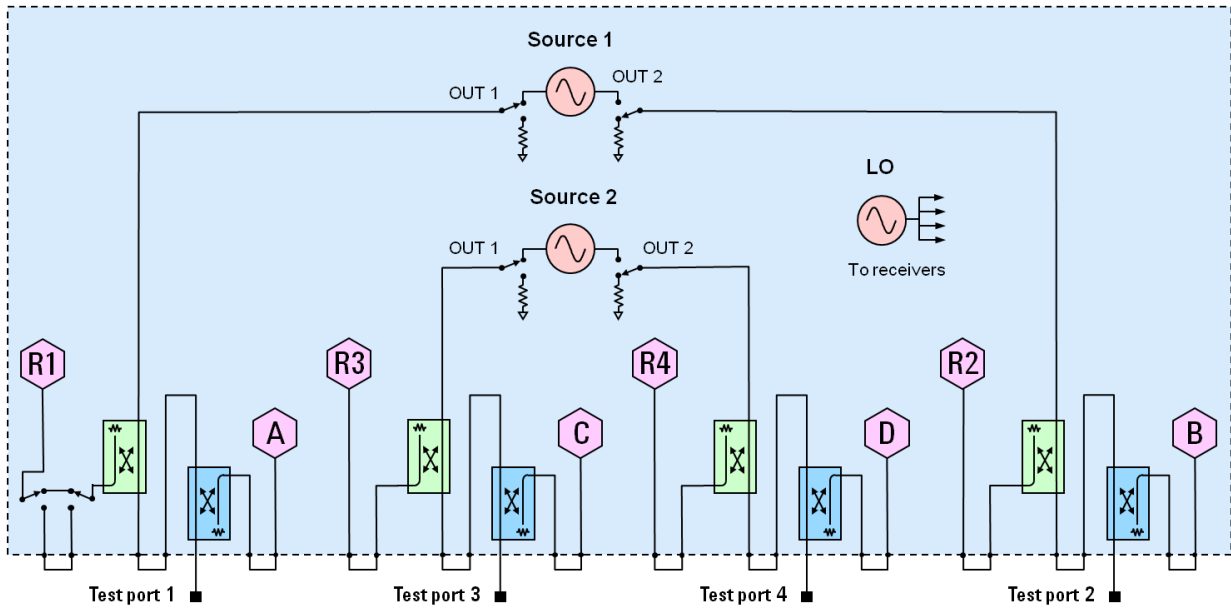 Source 1
OUT 1
OUT 2
LO
Source 2
OUT 1
OUT 2
To receivers
R1
R3
R4
R2
A
C
D
B
Test port 1
Test port 3
Test port 4
Test port 2